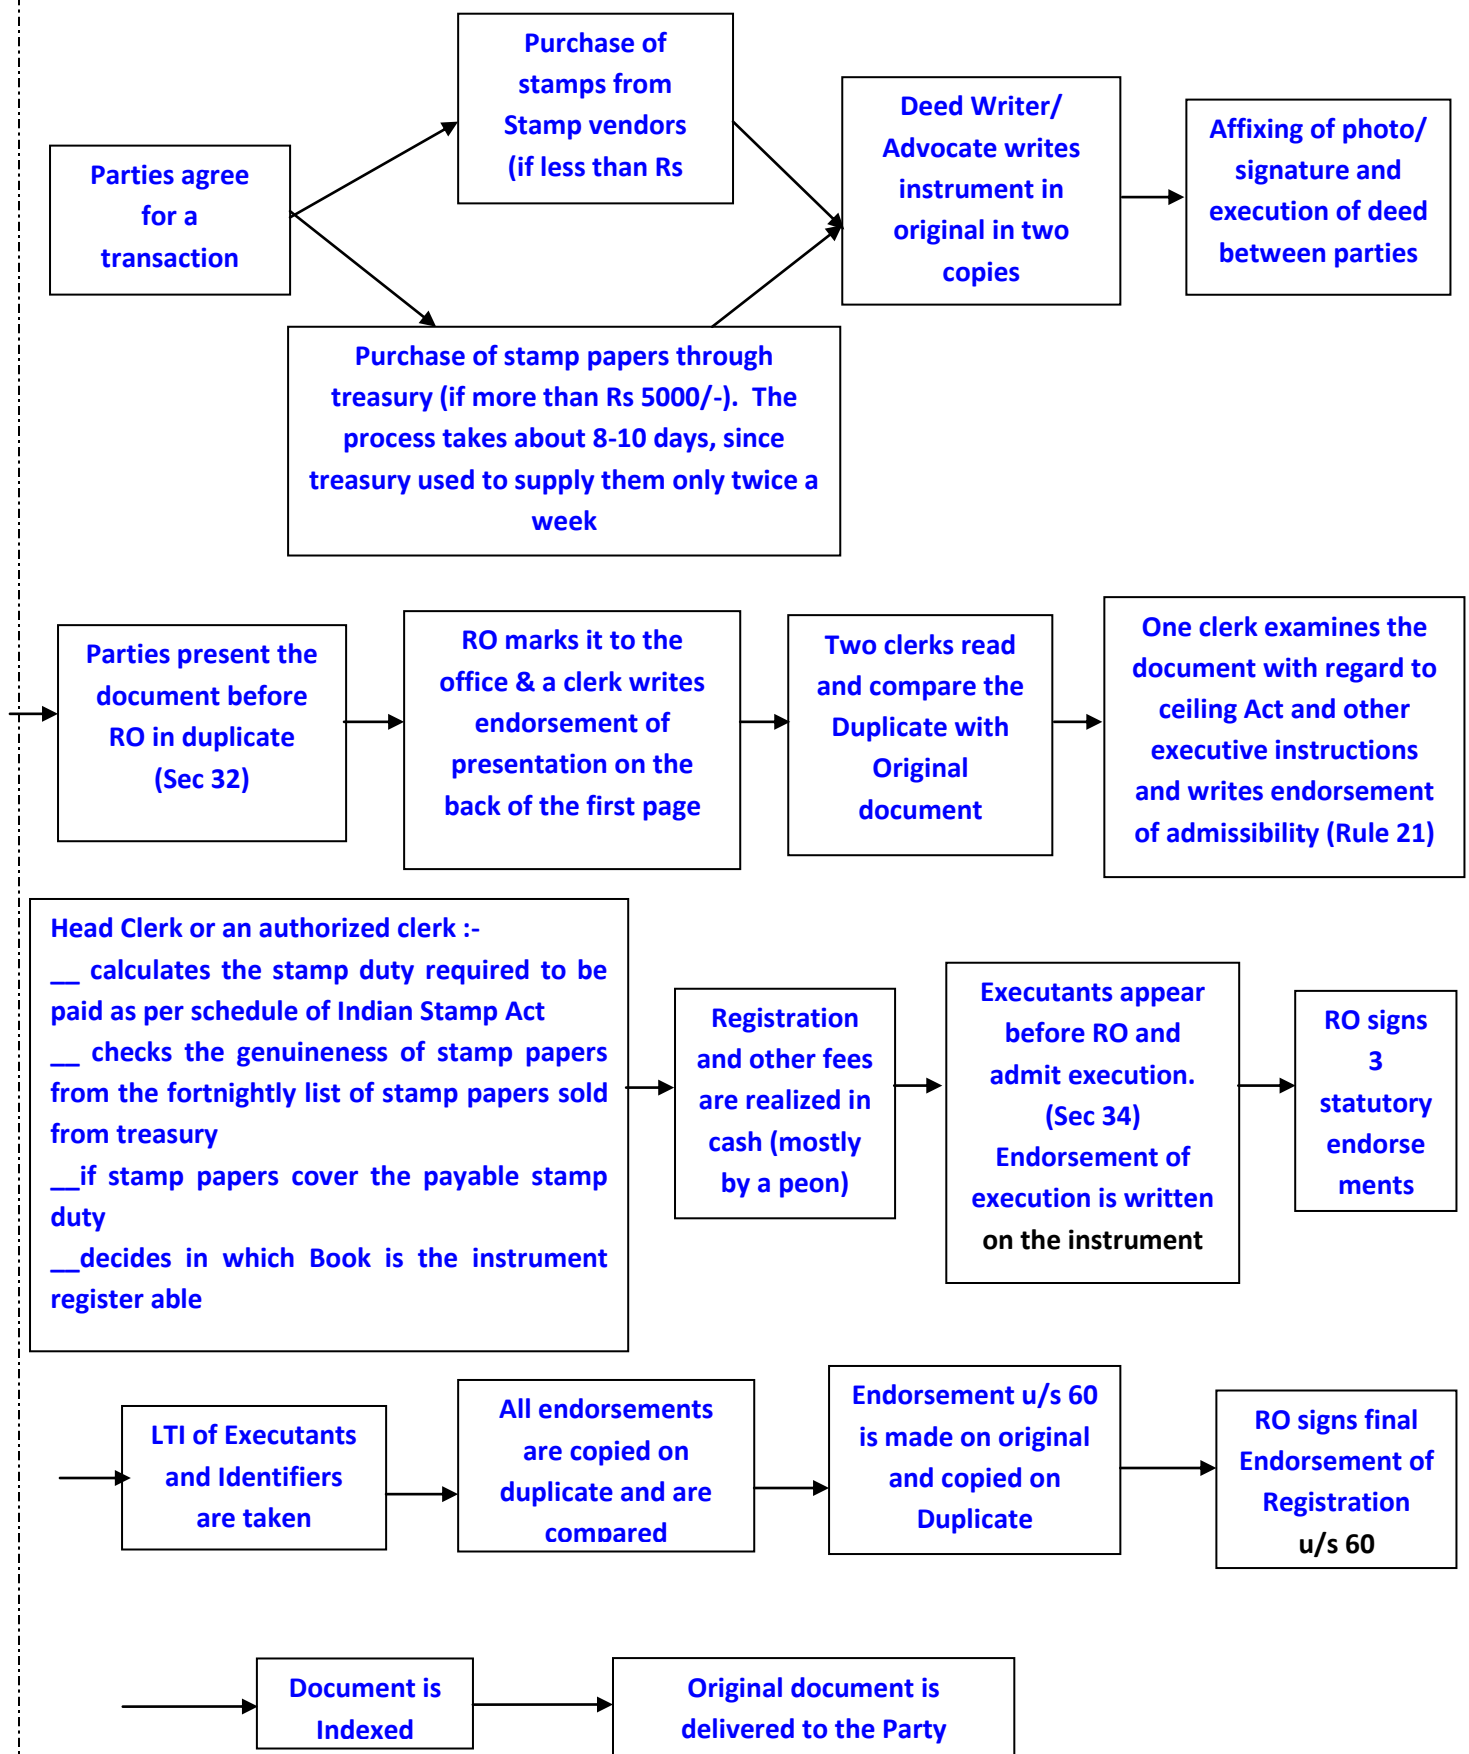 Purchase of
stamps from
Stamp vendors
(if less than Rs
Parties agree
for a
transaction
Purchase of stamp papers through
treasury (if more than Rs 5000/-).  The
process takes about 8-10 days, since
treasury used to supply them only twice a
week
Deed Writer/
Advocate writes
instrument in
original in two
copies
Affixing of photo/
signature and
execution of deed
between parties
Parties present the
document before
RO in duplicate
(Sec 32)
RO marks it to the
office & a clerk writes
endorsement of
presentation on the
back of the first page
Two clerks read
and compare the
Duplicate with
Original
document
One clerk examines the
document with regard to
ceiling Act and other
executive instructions
and writes endorsement
of admissibility (Rule 21)
Head Clerk or an authorized clerk :-
__ calculates the stamp duty required to be
paid as per schedule of Indian Stamp Act
__ checks the genuineness of stamp papers
from the fortnightly list of stamp papers sold
from treasury
__if stamp papers cover the payable stamp
duty
__decides in which Book is the instrument
register able
Registration
and other fees
are realized in
cash (mostly
by a peon)
Executants appear
before RO and
admit execution.
(Sec 34)
Endorsement of
execution is written
on the instrument
RO signs
3
statutory
endorse
ments
LTI of Executants
and Identifiers
are taken
All endorsements
are copied on
duplicate and are
compared
Endorsement u/s 60
is made on original
and copied on
Duplicate
RO signs final
Endorsement of
Registration
u/s 60
Document is
Indexed
Original document is
delivered to the Party